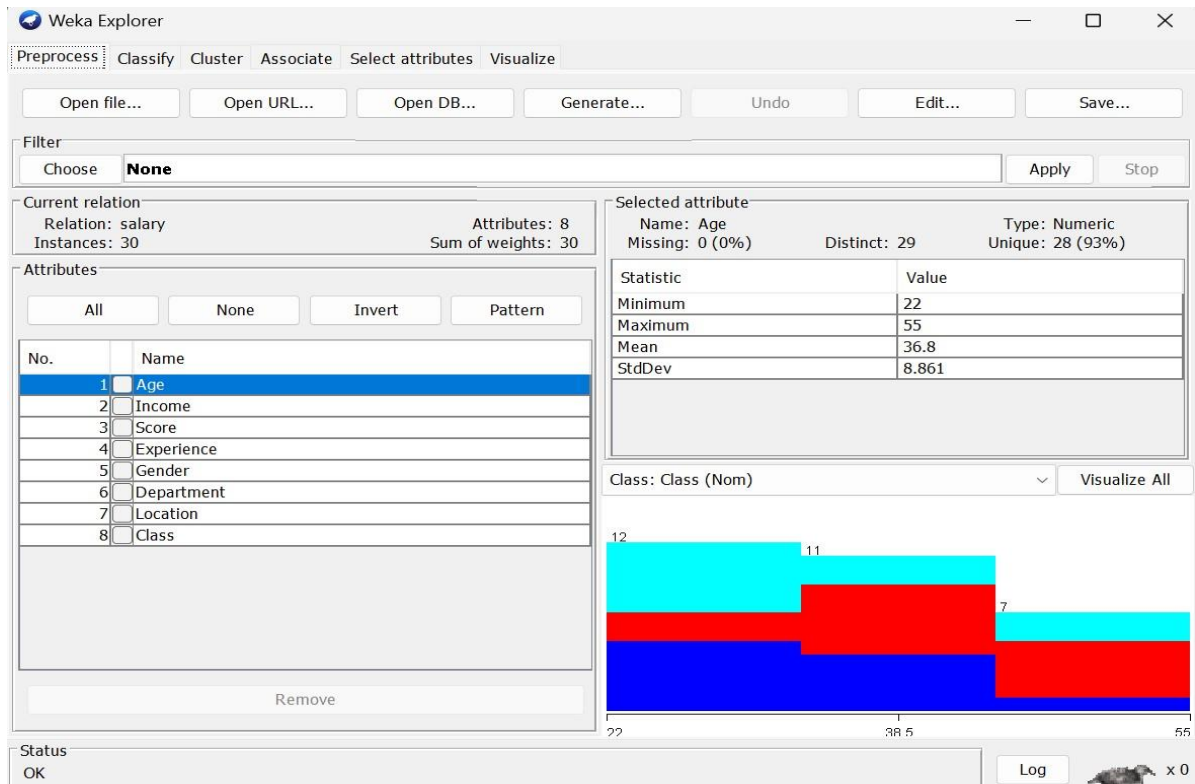 Weka Explorer
Preprocess Classify Cluster Associate Select attributes Visualize
Open file... Open URL... Open DB... Generate... Undo Edit... Save...
Filter
Choose None Apply Stop
Current relation
Relation: salary Attributes: 8
Instances: 30 Sum of weights: 30
Attributes
All None Invert Pattern
No. Name
1 Age
2 Income
3 Score
4 Experience
5 Gender
6 Department
7 Location
8 Class
Remove
Selected attribute
Name: Age Type: Numeric
Missing: 0 (0%) Distinct: 29 Unique: 28 (93%)
Statistic Value
Minimum 22
Maximum 55
Mean 36.8
StdDev 8.861
Class: Class (Nom) Visualize All
12
11
7
22 38.5 55
Status
OK Log x 0